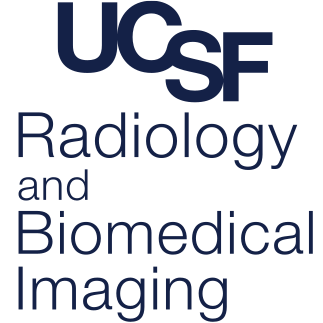 UCSF
Radiology
and
Biomedical
Imaging